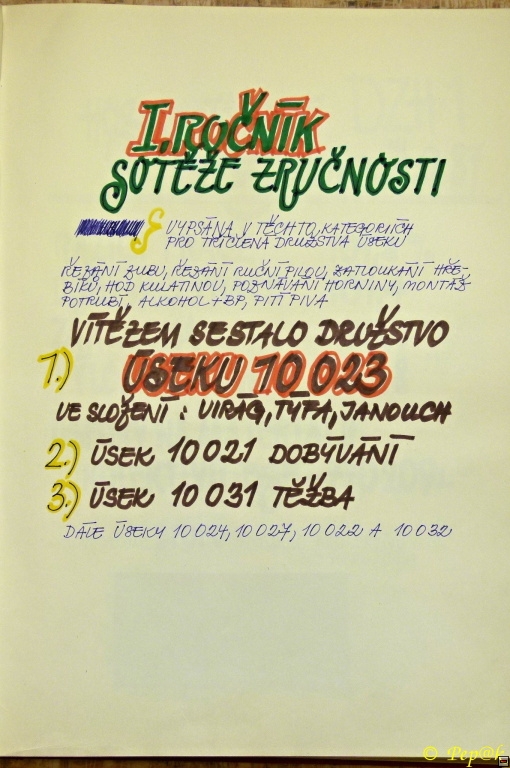 I. ROČNÍK
SOTĚŽE ZRUČNOSTI
VYPSÁNA V TĚCHTO KATEGORIÍCH
PRO TŘÍČLENÁ DRUŽSTVA ÚSEKU
ŘEZÁNÍ ZUBU, ŘEZÁNÍ RUČNÍ PILOU, ZATLOUKÁNÍ HŘE-
BÍKŮ, HOD KULATINOU, POZNÁVÁNÍ HORNINY, MONTÁŽ
POTRUBÍ, ALKOHOL+BP, PITÍ PIVA
VÍTĚZEM SE STALO DRUŽSTVO
1.) ÚSEKU 10 023
VE SLOŽENÍ: VIRÁG, TYFA, JANOUCH
2.) ÚSEK 10 021 DOBÝVÁNÍ
3.) ÚSEK 10 031 TĚŽBA
DÁLE ÚSEKY 10 024, 10 027, 10 022 A 10 032
© Pep@k